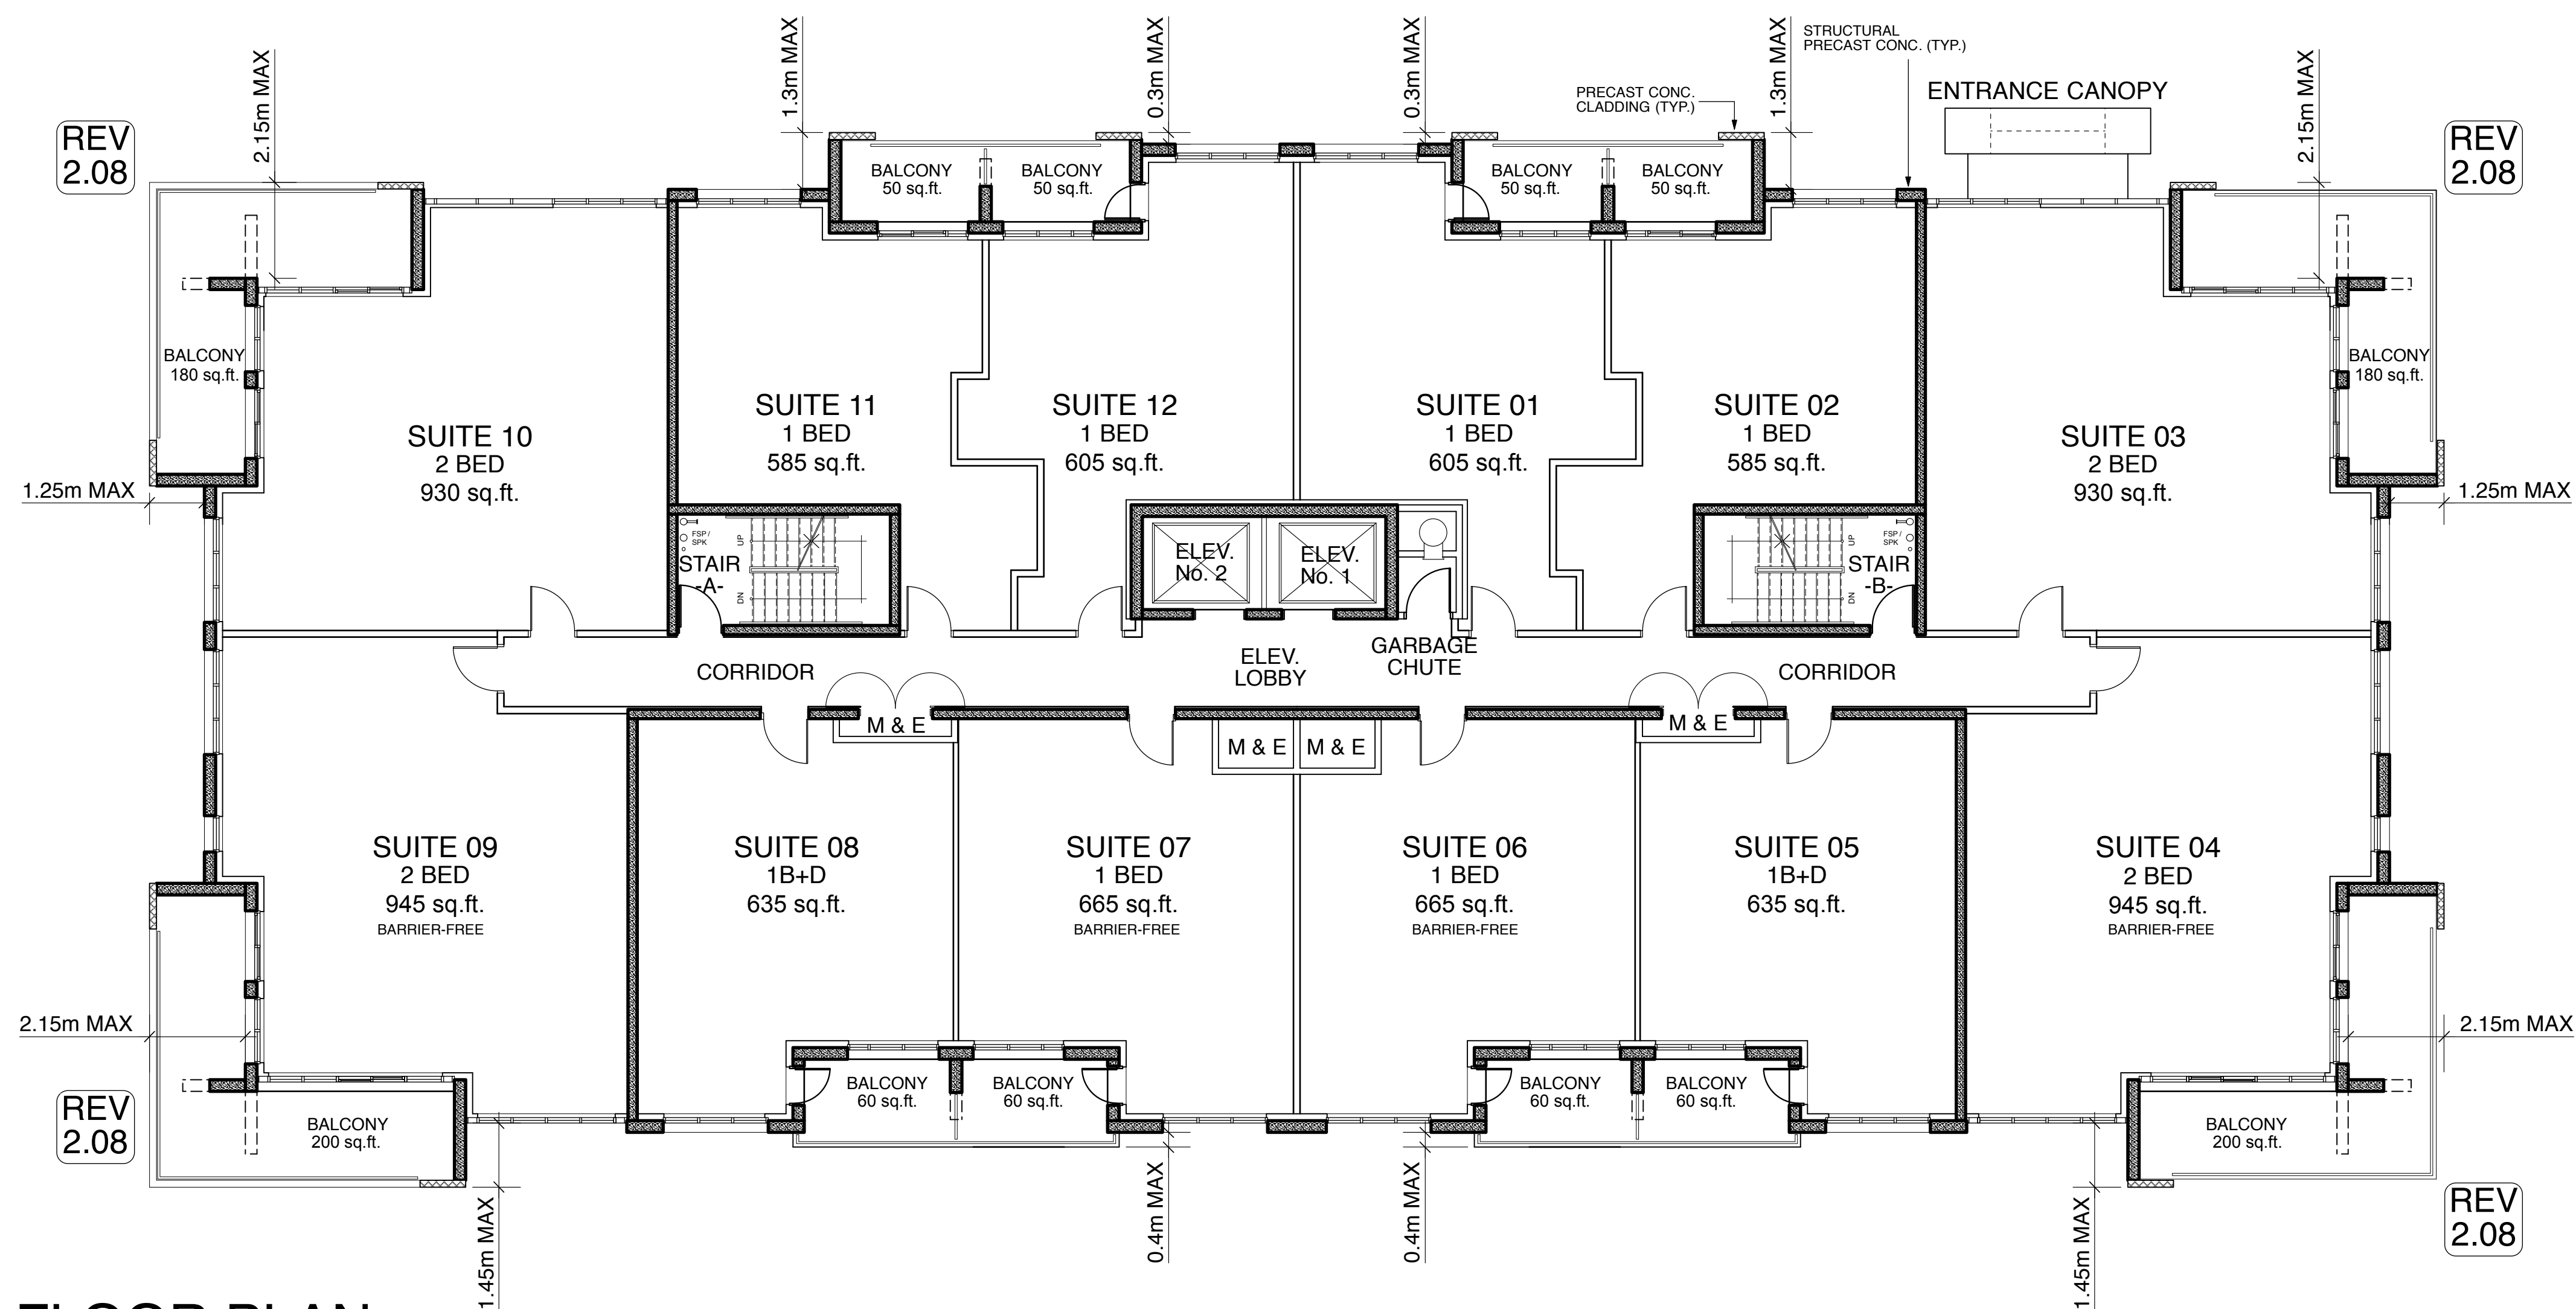 1.3m MAX
0.3m MAX
0.3m MAX
1.3m MAX
STRUCTURAL
PRECAST CONC. (TYP.)
2.15m MAX
2.15m MAX
PRECAST CONC.
CLADDING (TYP.)
ENTRANCE CANOPY
REV
2.08
REV
2.08
BALCONY
50 sq.ft.
BALCONY
50 sq.ft.
BALCONY
50 sq.ft.
BALCONY
50 sq.ft.
BALCONY
180 sq.ft.
BALCONY
180 sq.ft.
SUITE 10
2 BED
930 sq.ft.
SUITE 11
1 BED
585 sq.ft.
SUITE 12
1 BED
605 sq.ft.
SUITE 01
1 BED
605 sq.ft.
SUITE 02
1 BED
585 sq.ft.
SUITE 03
2 BED
930 sq.ft.
1.25m MAX
1.25m MAX
FSP /
SPK
UP
STAIR
-A-
DN
ELEV.
No. 2
ELEV.
No. 1
UP
FSP /
SPK
STAIR
-B-
DN
CORRIDOR
ELEV.
LOBBY
GARBAGE
CHUTE
CORRIDOR
M & E
M & E
M & E
M & E
SUITE 09
2 BED
945 sq.ft.
BARRIER-FREE
SUITE 08
1B+D
635 sq.ft.
SUITE 07
1 BED
665 sq.ft.
BARRIER-FREE
SUITE 06
1 BED
665 sq.ft.
BARRIER-FREE
SUITE 05
1B+D
635 sq.ft.
SUITE 04
2 BED
945 sq.ft.
BARRIER-FREE
2.15m MAX
2.15m MAX
BALCONY
60 sq.ft.
BALCONY
60 sq.ft.
BALCONY
60 sq.ft.
BALCONY
60 sq.ft.
REV
2.08
BALCONY
200 sq.ft.
BALCONY
200 sq.ft.
REV
2.08
1.45m MAX
0.4m MAX
0.4m MAX
1.45m MAX
FLOOR PLAN